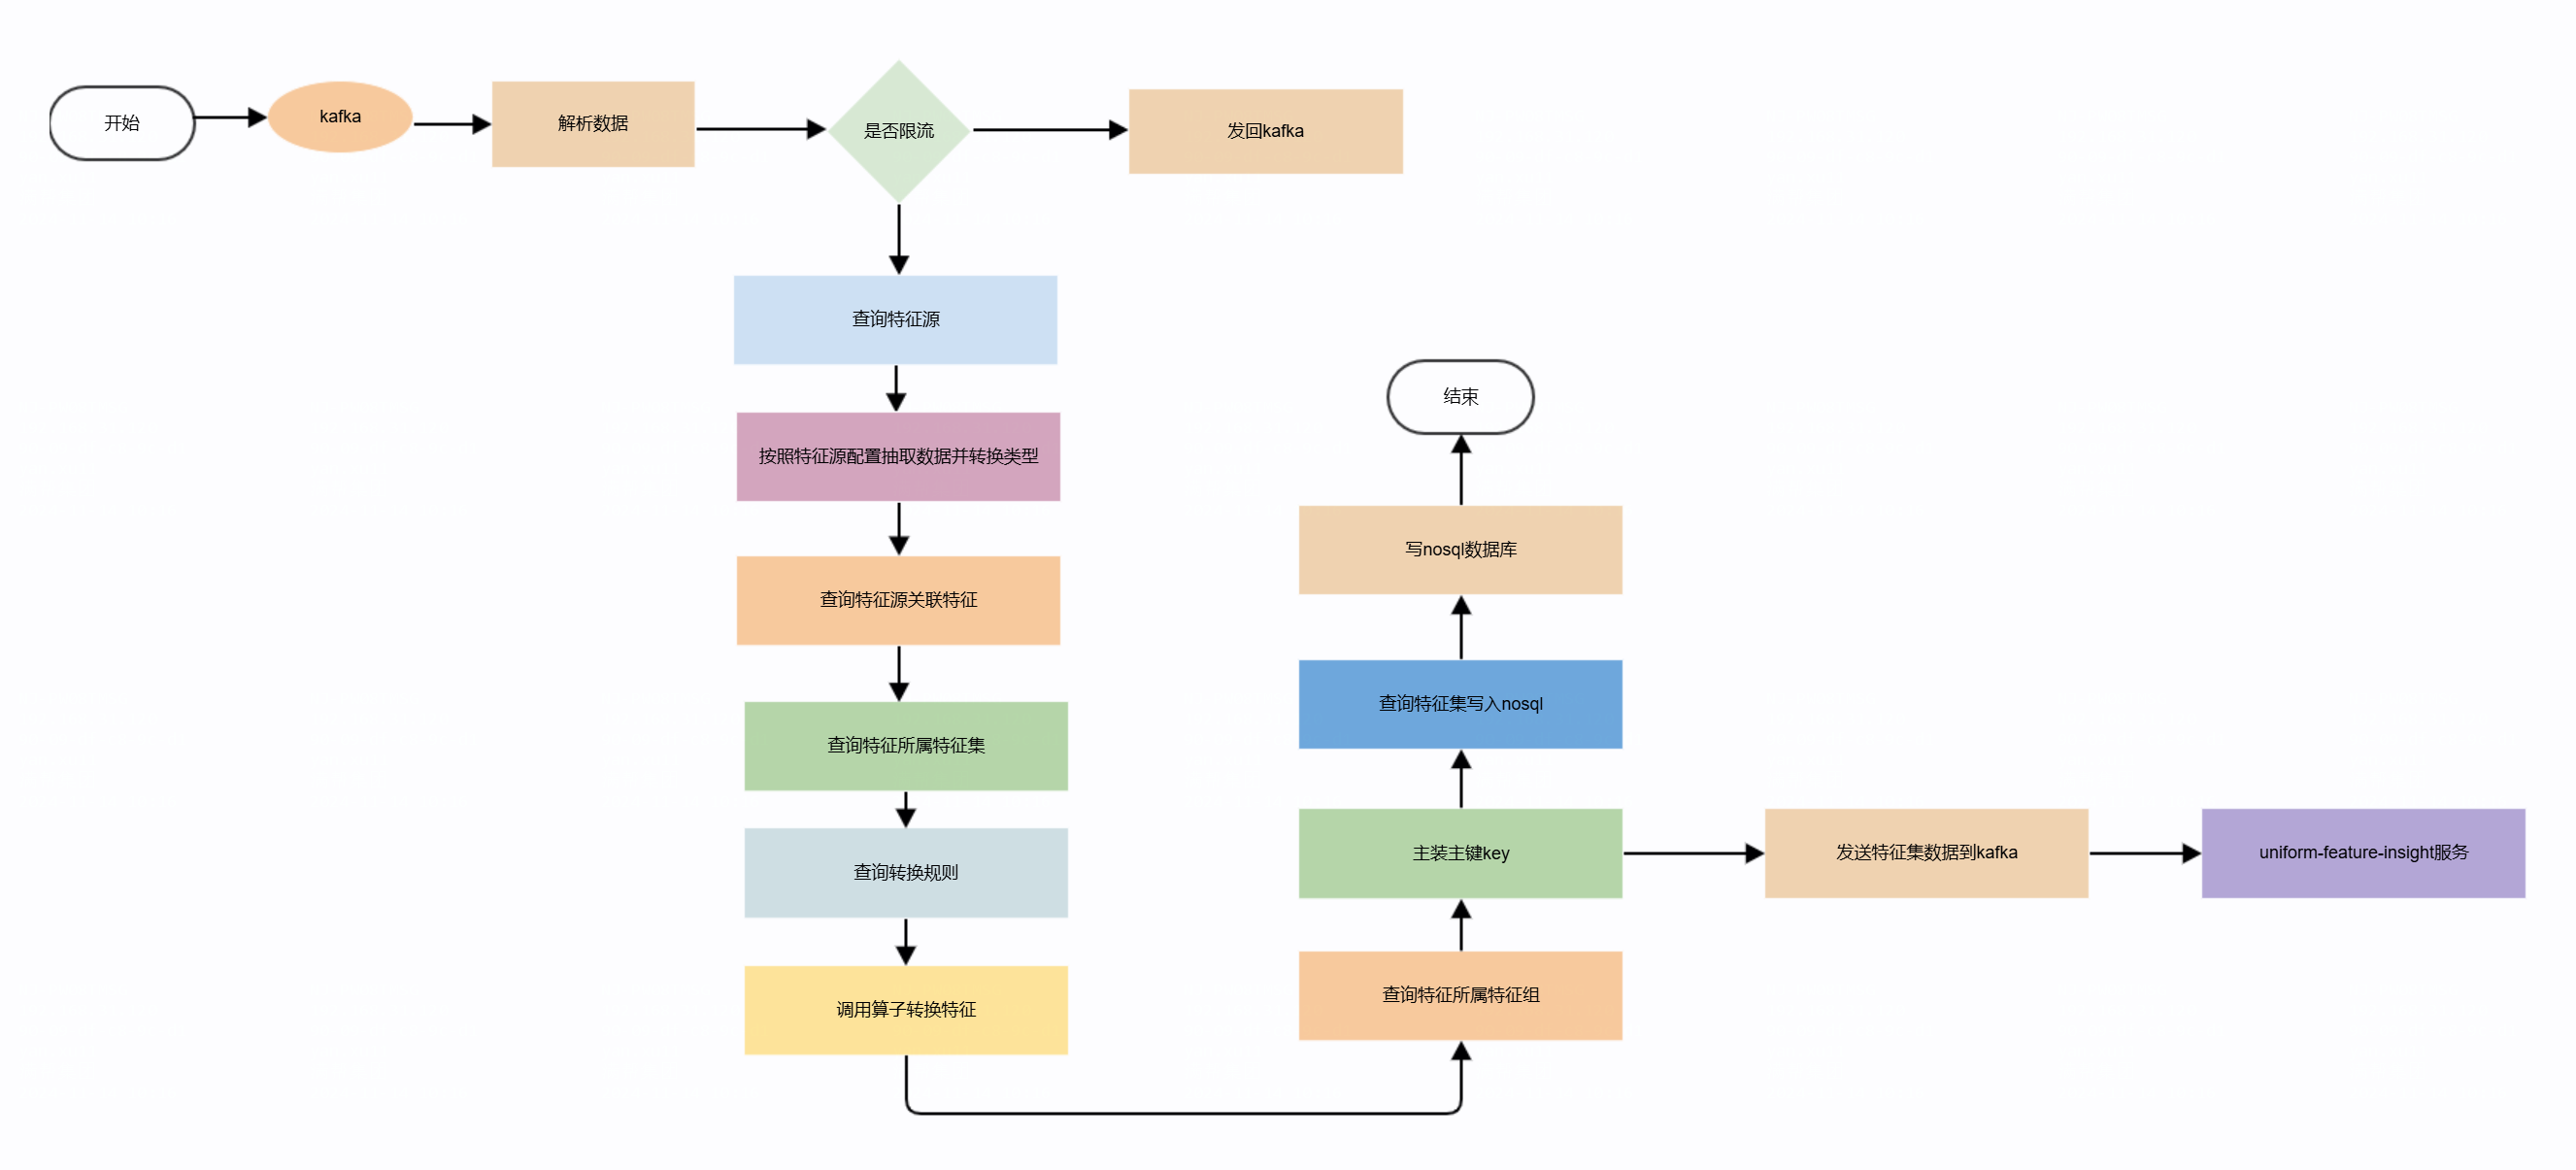 开始
kafka
解析数据
是否限流
发回kafka
查询特征源
按照特征源配置抽取数据并转换类型
查询特征源关联特征
查询特征所属特征集
查询转换规则
调用算子转换特征
结束
写nosql数据库
查询特征集写入nosql
主装主键key
发送特征集数据到kafka
uniform-feature-insight服务
查询特征所属特征组